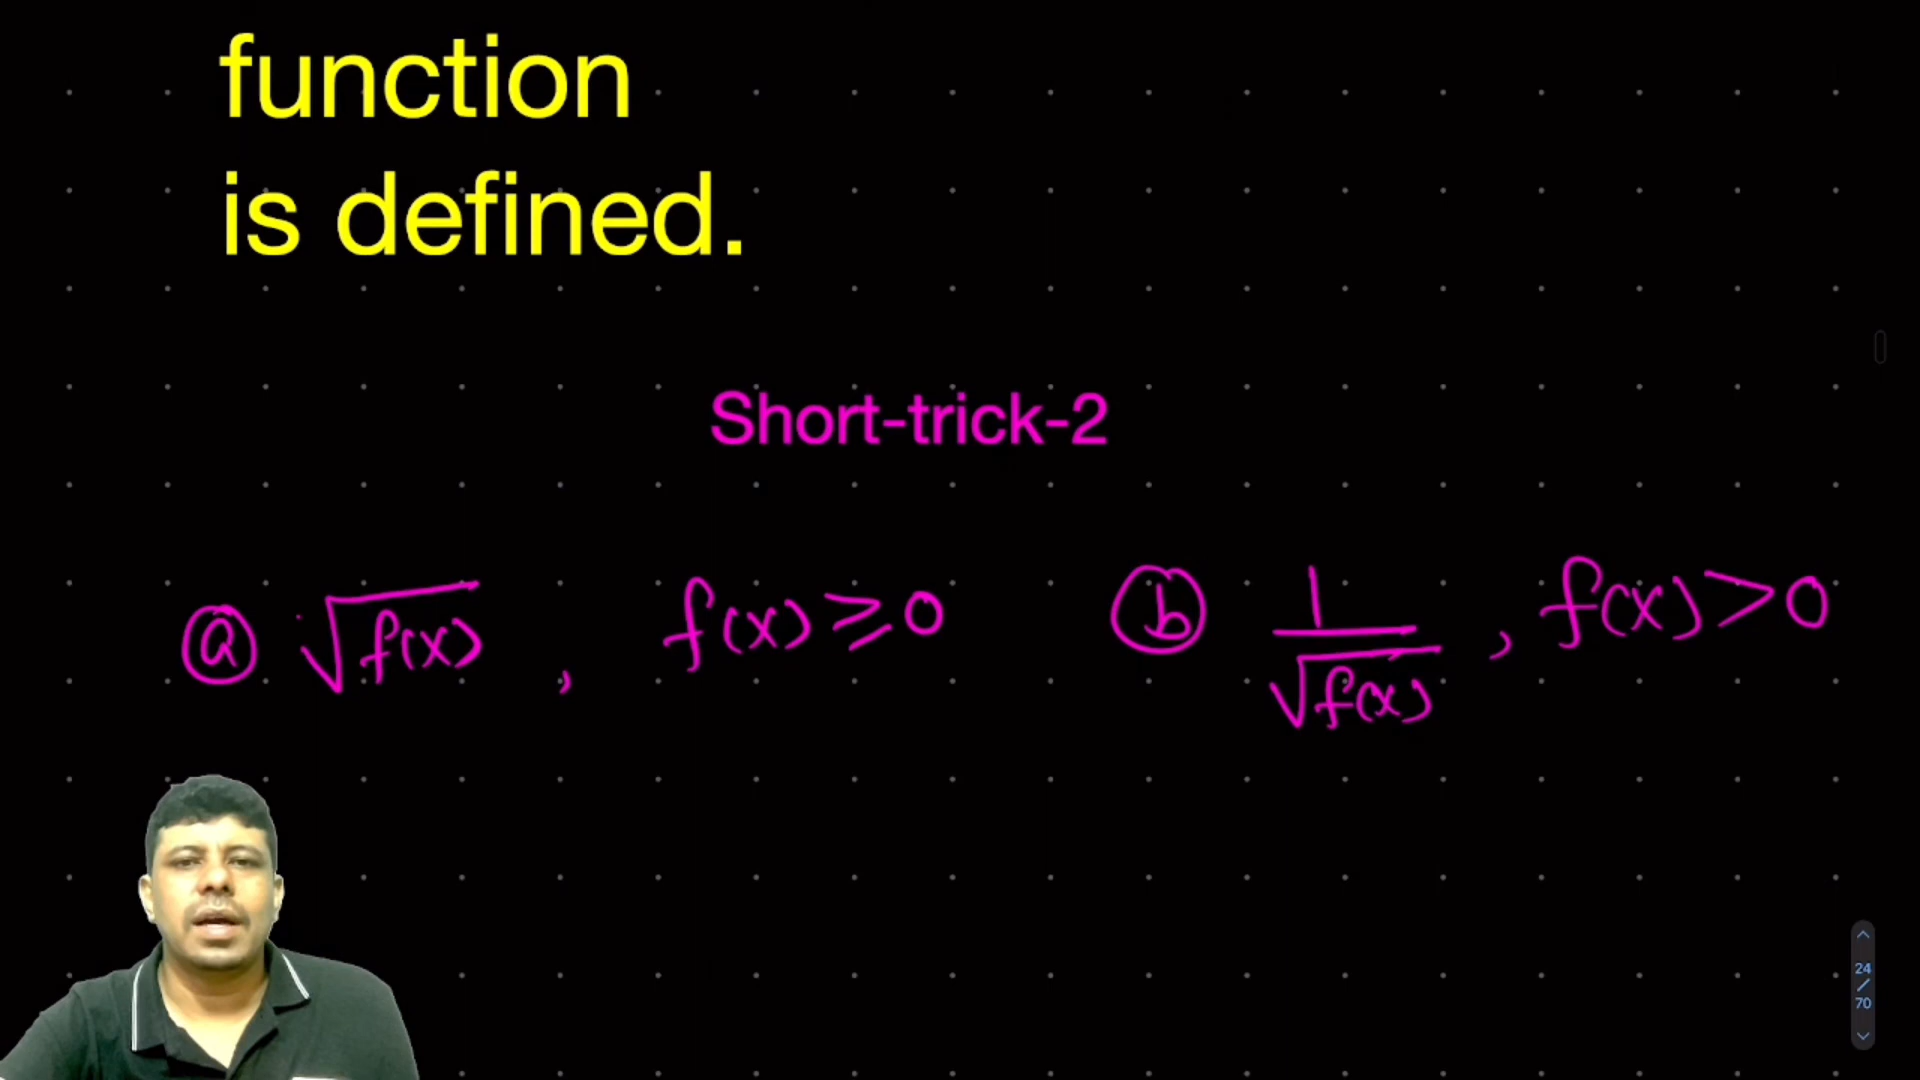 function
is defined.
Short-trick-2
ⓐ √f(x) , f(x) ≥ 0 ⓑ 1/√f(x) , f(x) > 0
24
/
70